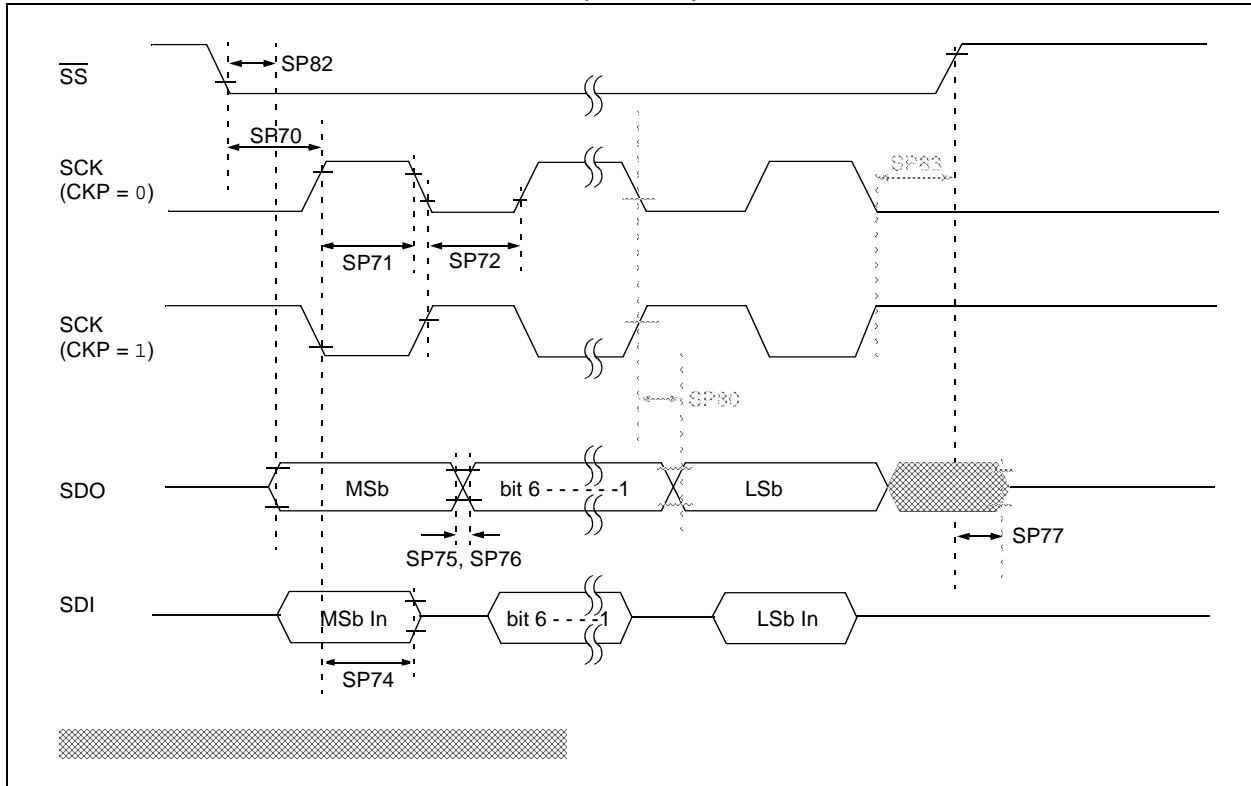 SS
SP82
SP70
SCK
(CKP = 0)
SP83
SP71
SP72
SCK
(CKP = 1)
SP80
SDO
MSb
bit 6 - - - - - -1
LSb
SP75, SP76
SP77
SDI
MSb In
bit 6 - - - -1
LSb In
SP74